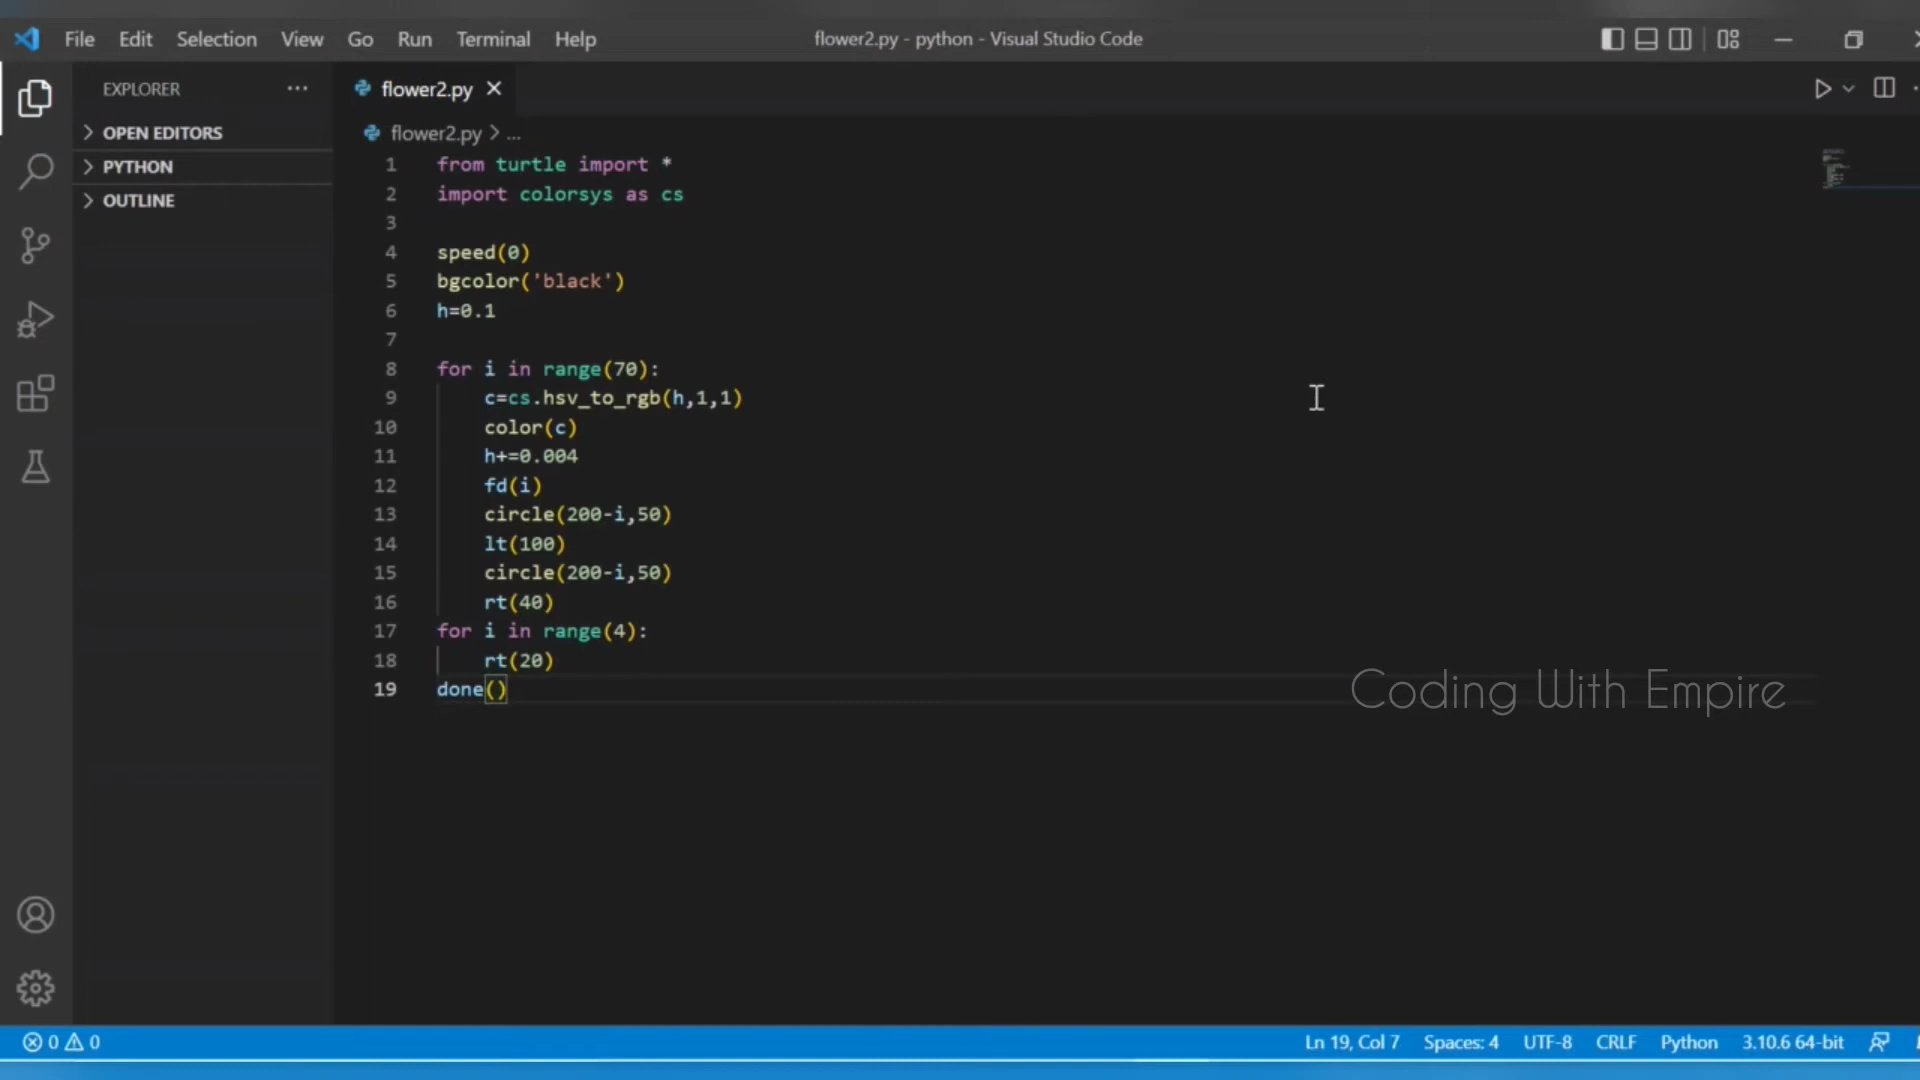 File Edit Selection View Go Run Terminal Help flower2.py - python - Visual Studio Code
EXPLORER ... flower2.py
OPEN EDITORS
PYTHON
OUTLINE
flower2.py > ...
1 from turtle import *
2 import colorsys as cs
3
4 speed(0)
5 bgcolor('black')
6 h=0.1
7
8 for i in range(70):
9     c=cs.hsv_to_rgb(h,1,1)
10     color(c)
11     h+=0.004
12     fd(i)
13     circle(200-i,50)
14     lt(100)
15     circle(200-i,50)
16     rt(40)
17 for i in range(4):
18     rt(20)
19 done()
Coding With Empire
0 0 Ln 19, Col 7 Spaces: 4 UTF-8 CRLF Python 3.10.6 64-bit